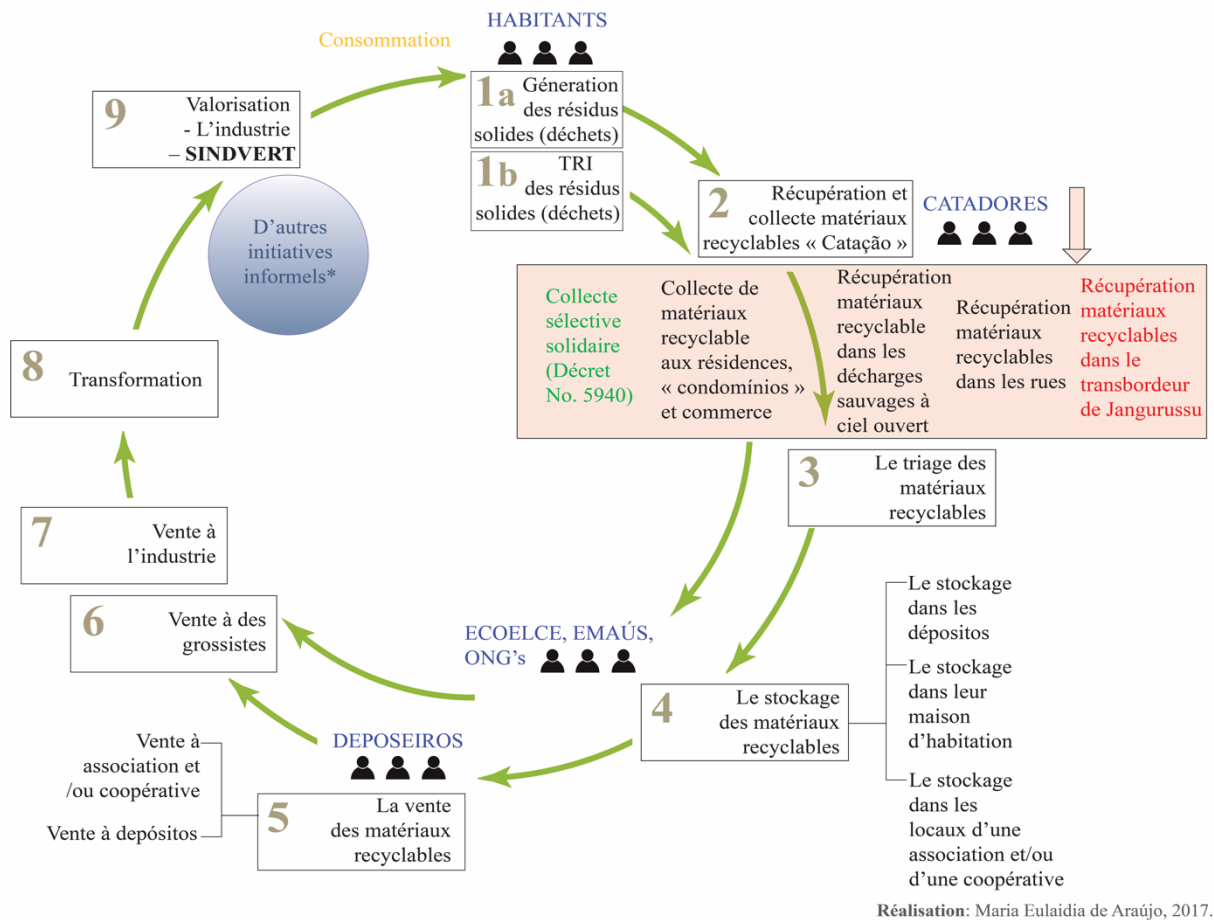 HABITANTS
Consommation
1a
Géneration
des résidus
solides (déchets)
1b
TRI
des résidus
solides (déchets)
2
Récupération et
collecte matériaux
recyclables « Catação »
CATADORES
Collecte
sélective
solidaire
(Décret
No. 5940)
Collecte de
matériaux
recyclable
aux résidences,
« condomínios »
et commerce
Récupération
matériaux
recyclable
dans les
décharges
sauvages à
ciel ouvert
Récupération
matériaux
recyclables
dans les rues
Récupération
matériaux
recyclables
dans le
transbordeur
de Jangurussu
3
Le triage des
matériaux
recyclables
4
Le stockage
des matériaux
recyclables
Le stockage
dans les
dépositos
Le stockage
dans leur
maison
d’habitation
Le stockage
dans les
locaux d’une
association et/ou
d’une coopérative
ECOELCE, EMAÚS,
ONG’s
DEPOSEIROS
5
La vente
des matériaux
recyclables
Vente à
association et
/ou coopérative
Vente à depósitos
6
Vente à des
grossistes
7
Vente à
l’industrie
8
Transformation
9
Valorisation
- L’industrie
– SINDVERT
D’autres
initiatives
informels*
Réalisation: Maria Eulaidia de Araújo, 2017.